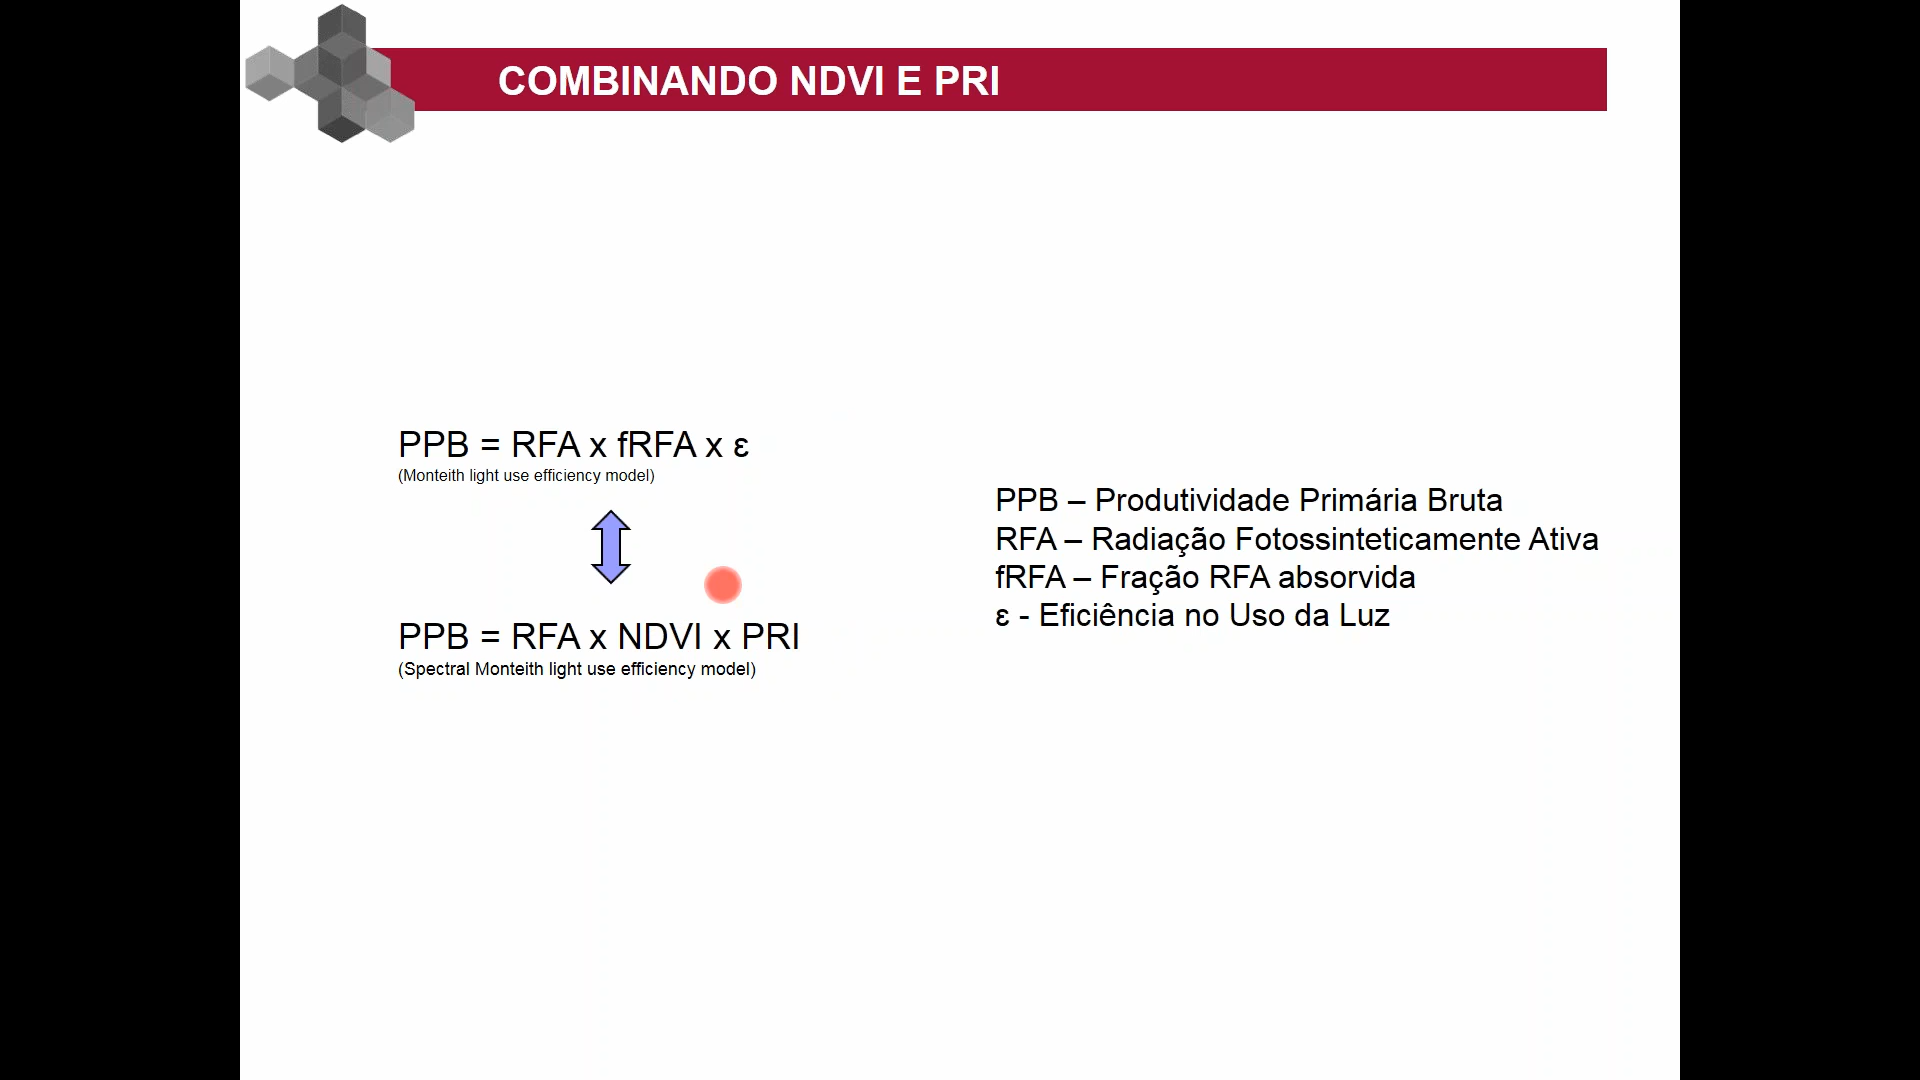 COMBINANDO NDVI E PRI
PPB = RFA x fRFA x ε
(Monteith light use efficiency model)
PPB = RFA x NDVI x PRI
(Spectral Monteith light use efficiency model)
PPB – Produtividade Primária Bruta
RFA – Radiação Fotossinteticamente Ativa
fRFA – Fração RFA absorvida
ε - Eficiência no Uso da Luz